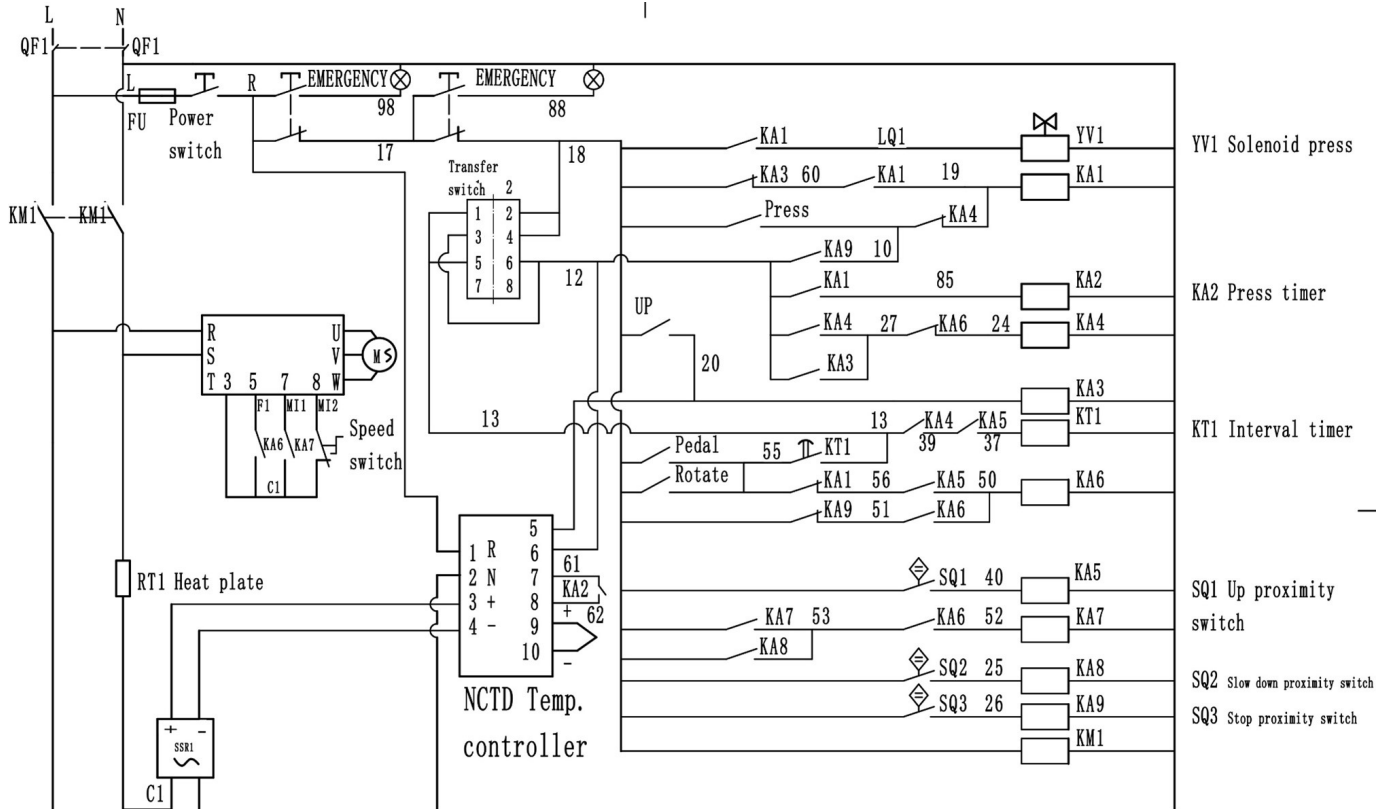 L N
QF1 QF1
L R EMERGENCY EMERGENCY
98 88
FU Power
switch
17 18
KA1 LQ1 YV1 YV1 Solenoid press
Transfer
switch 2
KA3 60 KA1 19 KA1
1 2
3 4
5 6
7 8
KM1 KM1
Press KA4
KA9 10
12
KA1 85 KA2 KA2 Press timer
UP
KA4 27 KA6 24 KA4
KA3
20
R U
S V
T 3 5 7 8 W
MS
F1 MI1 MI2
KA6 KA7
Speed
switch
C1
KA3
13 13 KA4 KA5 KT1 KT1 Interval timer
39 37
Pedal 55 KT1
Rotate KA1 56 KA5 50 KA6
KA9 51 KA6
1 R 5
2 N 6
3 + 7
4 - 8
9
10
61
KA2
+ 62
-
NCTD Temp.
controller
RT1 Heat plate
SQ1 40 KA5 SQ1 Up proximity
switch
KA7 53 KA6 52 KA7
KA8
SQ2 25 KA8 SQ2 Slow down proximity switch
SQ3 26 KA9 SQ3 Stop proximity switch
KM1
+ -
SSR1
C1